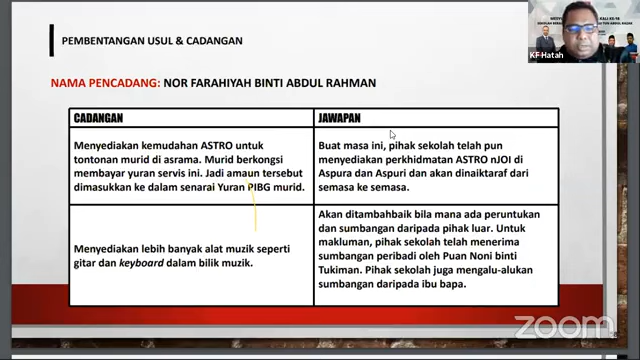 PEMBENTANGAN USUL & CADANGAN
NAMA PENCADANG: NOR FARAHIYAH BINTI ABDUL RAHMAN
CADANGAN
JAWAPAN
Menyediakan kemudahan ASTRO untuk
tontonan murid di asrama. Murid berkongsi
membayar yuran servis ini. Jadi amaun tersebut
dimasukkan ke dalam senarai Yuran PIBG murid.
Buat masa ini, pihak sekolah telah pun
menyediakan perkhidmatan ASTRO nJOI di
Aspura dan Aspuri dan akan dinaiktaraf dari
semasa ke semasa.
Menyediakan lebih banyak alat muzik seperti
gitar dan keyboard dalam bilik muzik.
Akan ditambahbaik bila mana ada peruntukan
dan sumbangan daripada pihak luar. Untuk
makluman, pihak sekolah telah menerima
sumbangan peribadi oleh Puan Noni binti
Tukiman. Pihak sekolah juga mengalu-alukan
sumbangan daripada ibu bapa.
KF Hatah
zoom